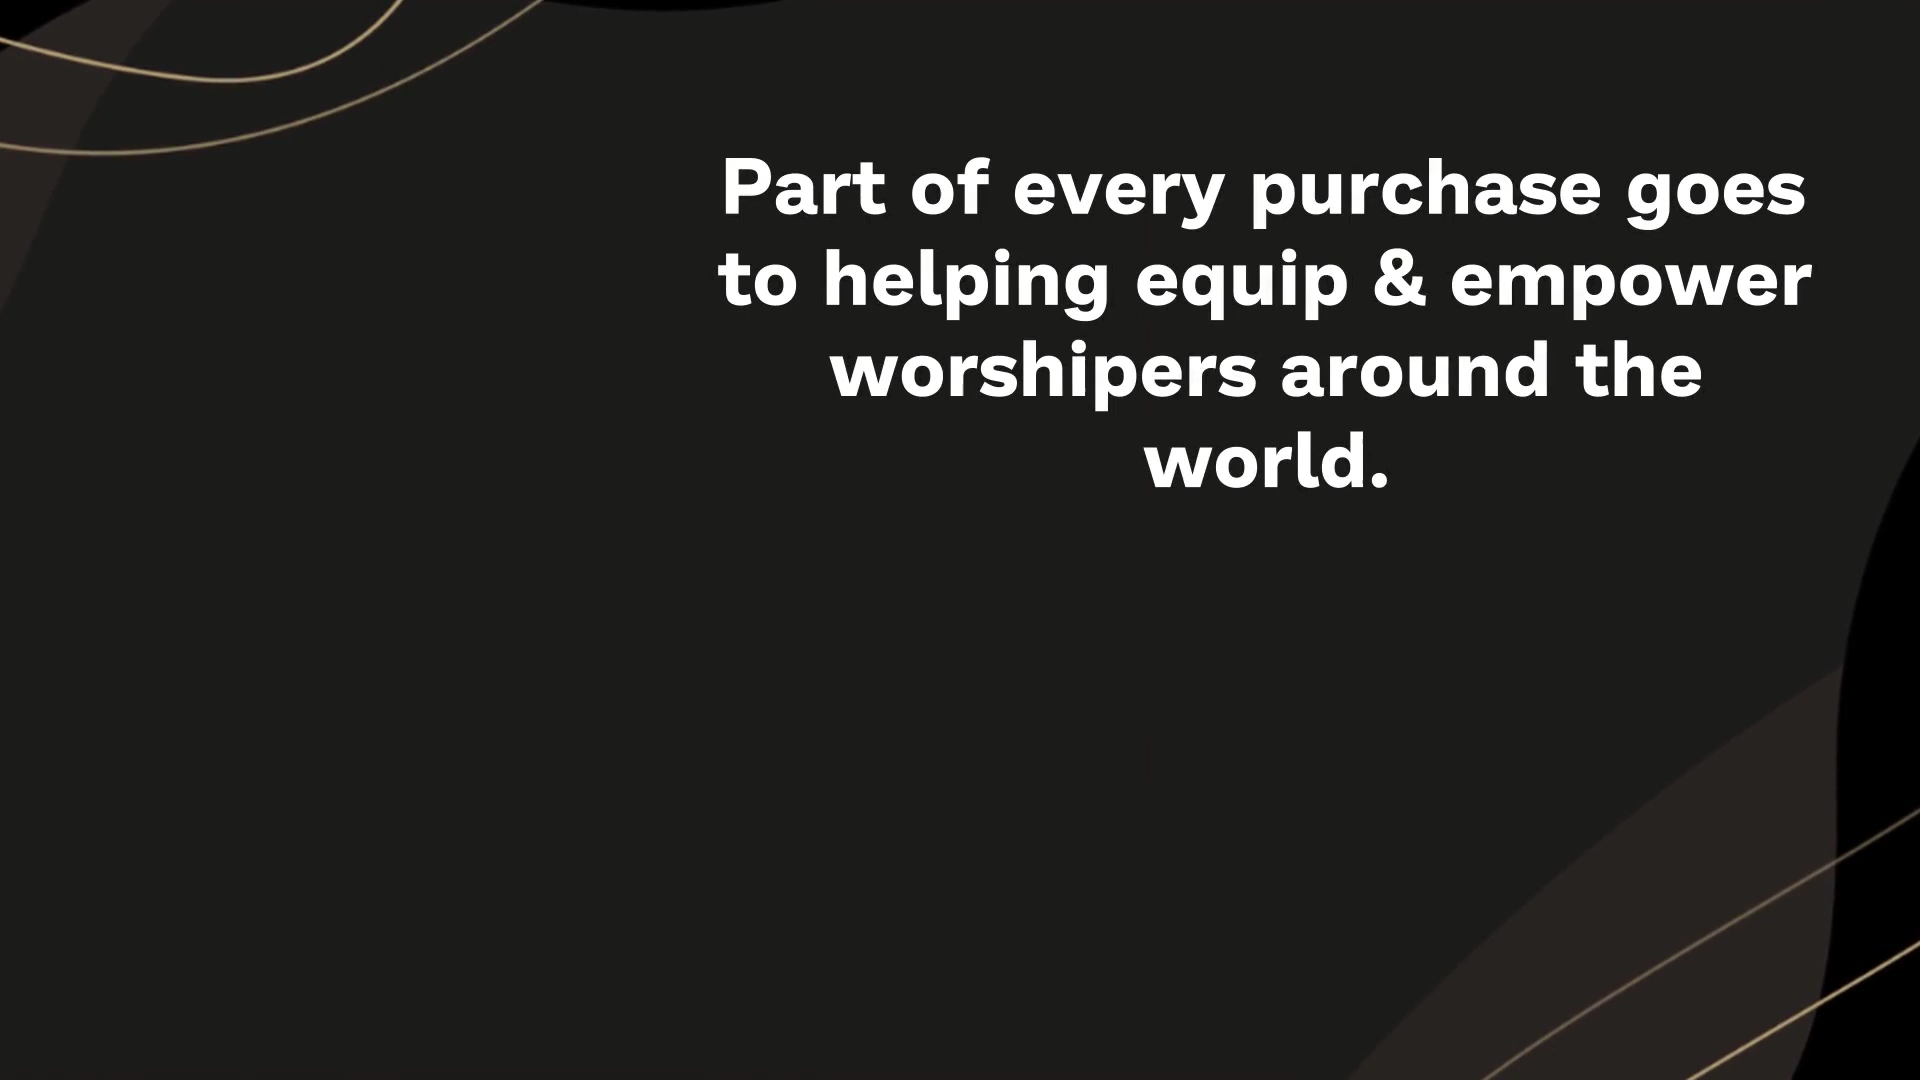 Part of every purchase goes
to helping equip & empower
worshipers around the
world.